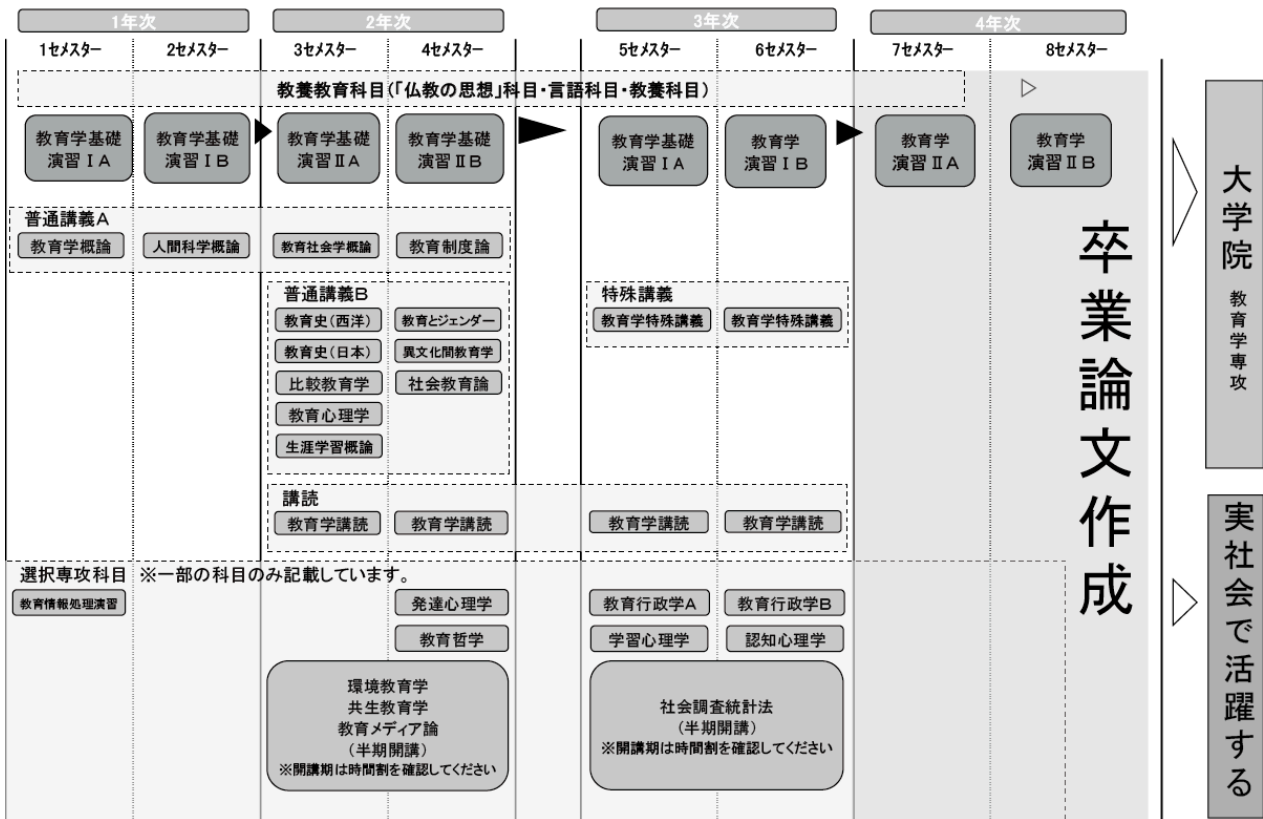 1年次
2年次
3年次
4年次
1セメスター
2セメスター
3セメスター
4セメスター
5セメスター
6セメスター
7セメスター
8セメスター
教養教育科目(「仏教の思想」科目・言語科目・教養科目)
教育学基礎
演習ⅠA
教育学基礎
演習ⅠB
教育学基礎
演習ⅡA
教育学基礎
演習ⅡB
教育学基礎
演習ⅠA
教育学
演習ⅠB
教育学
演習ⅡA
教育学
演習ⅡB
普通講義A
教育学概論
人間科学概論
教育社会学概論
教育制度論
普通講義B
教育史(西洋)
教育とジェンダー
教育史(日本)
異文化間教育学
比較教育学
社会教育論
教育心理学
生涯学習概論
特殊講義
教育学特殊講義
教育学特殊講義
講読
教育学講読
教育学講読
教育学講読
教育学講読
選択専攻科目 ※一部の科目のみ記載しています。
教育情報処理演習
発達心理学
教育行政学A
教育行政学B
教育哲学
学習心理学
認知心理学
環境教育学
共生教育学
教育メディア論
(半期開講)
※開講期は時間割を確認してください
社会調査統計法
(半期開講)
※開講期は時間割を確認してください
卒業論文作成
大学院 教育学専攻
実社会で活躍する